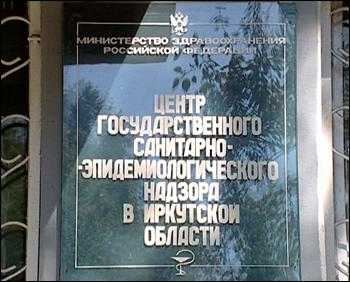 МИНИСТЕРСТВО ЗДРАВООХРАНЕНИЯ
РОССИЙСКОЙ ФЕДЕРАЦИИ
ЦЕНТР
ГОСУДАРСТВЕННОГО
САНИТАРНО-
-ЭПИДЕМИОЛОГИЧЕСКОГО
НАДЗОРА
В ИРКУТСКОЙ
ОБЛАСТИ